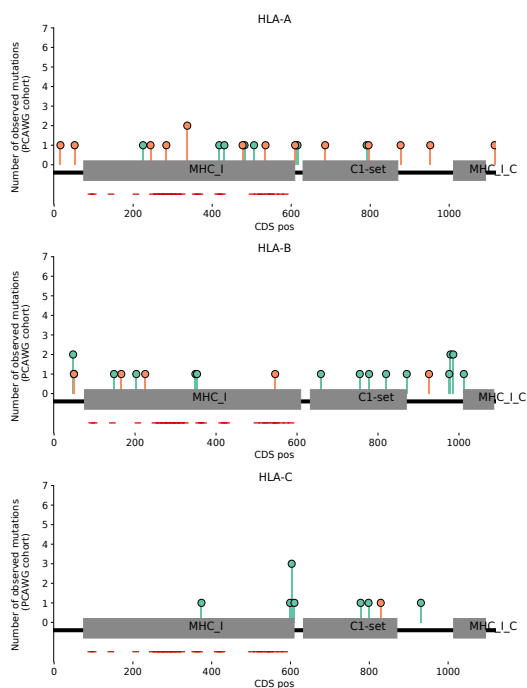 HLA-A
Number of observed mutations
(PCAWG cohort)
7
6
5
4
3
2
1
0
MHC_I C1-set MHC_I_C
0 200 400 600 800 1000
CDS pos
HLA-B
Number of observed mutations
(PCAWG cohort)
7
6
5
4
3
2
1
0
MHC_I C1-set MHC_I_C
0 200 400 600 800 1000
CDS pos
HLA-C
Number of observed mutations
(PCAWG cohort)
7
6
5
4
3
2
1
0
MHC_I C1-set MHC_I_C
0 200 400 600 800 1000
CDS pos